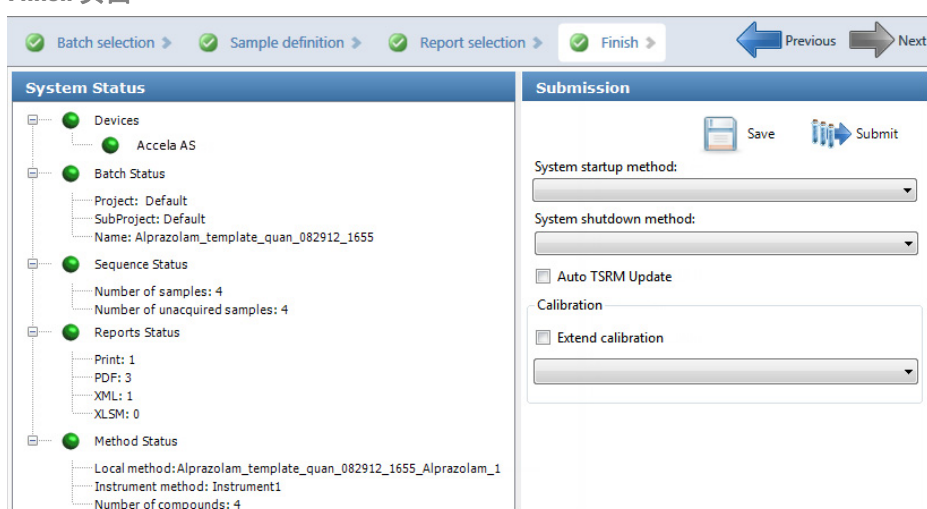 Batch selection
Sample definition
Report selection
Finish
Previous
Next
System Status
Devices
Accela AS
Batch Status
Project: Default
SubProject: Default
Name: Alprazolam_template_quan_082912_1655
Sequence Status
Number of samples: 4
Number of unacquired samples: 4
Reports Status
Print: 1
PDF: 3
XML: 1
XLSM: 0
Method Status
Local method:Alprazolam_template_quan_082912_1655_Alprazolam_1
Instrument method: Instrument1
Number of compounds: 4
Submission
Save
Submit
System startup method:
System shutdown method:
Auto TSRM Update
Calibration
Extend calibration